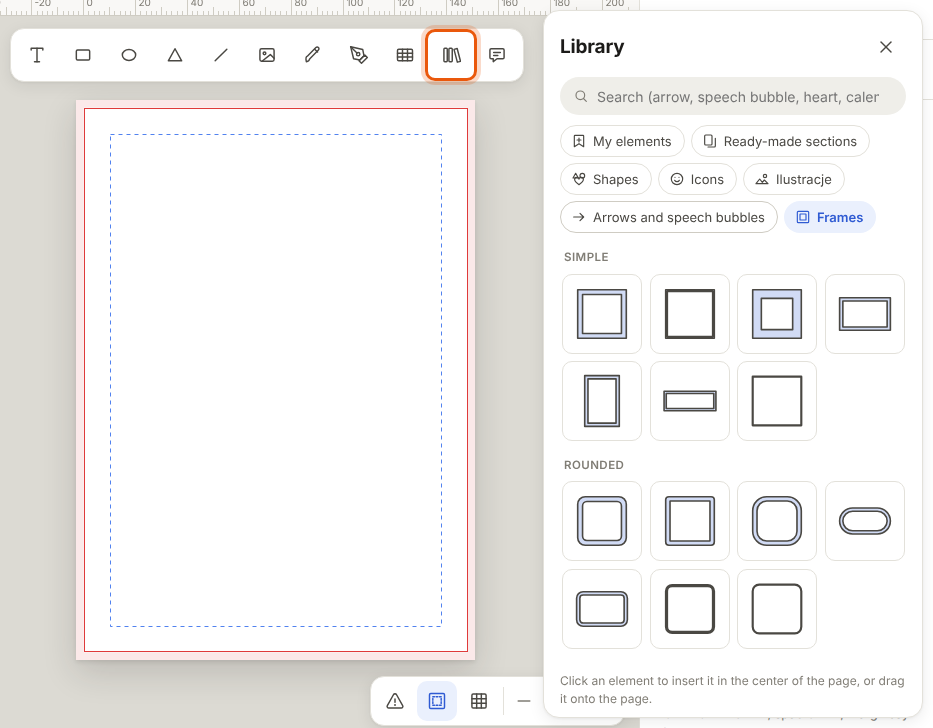 -20 0 20 40 60 80 100 120 140 160 180 200
Library
Search (arrow, speech bubble, heart, caler
My elements
Ready-made sections
Shapes
Icons
Ilustracje
Arrows and speech bubbles
Frames
SIMPLE
ROUNDED
Click an element to insert it in the center of the page, or drag
it onto the page.